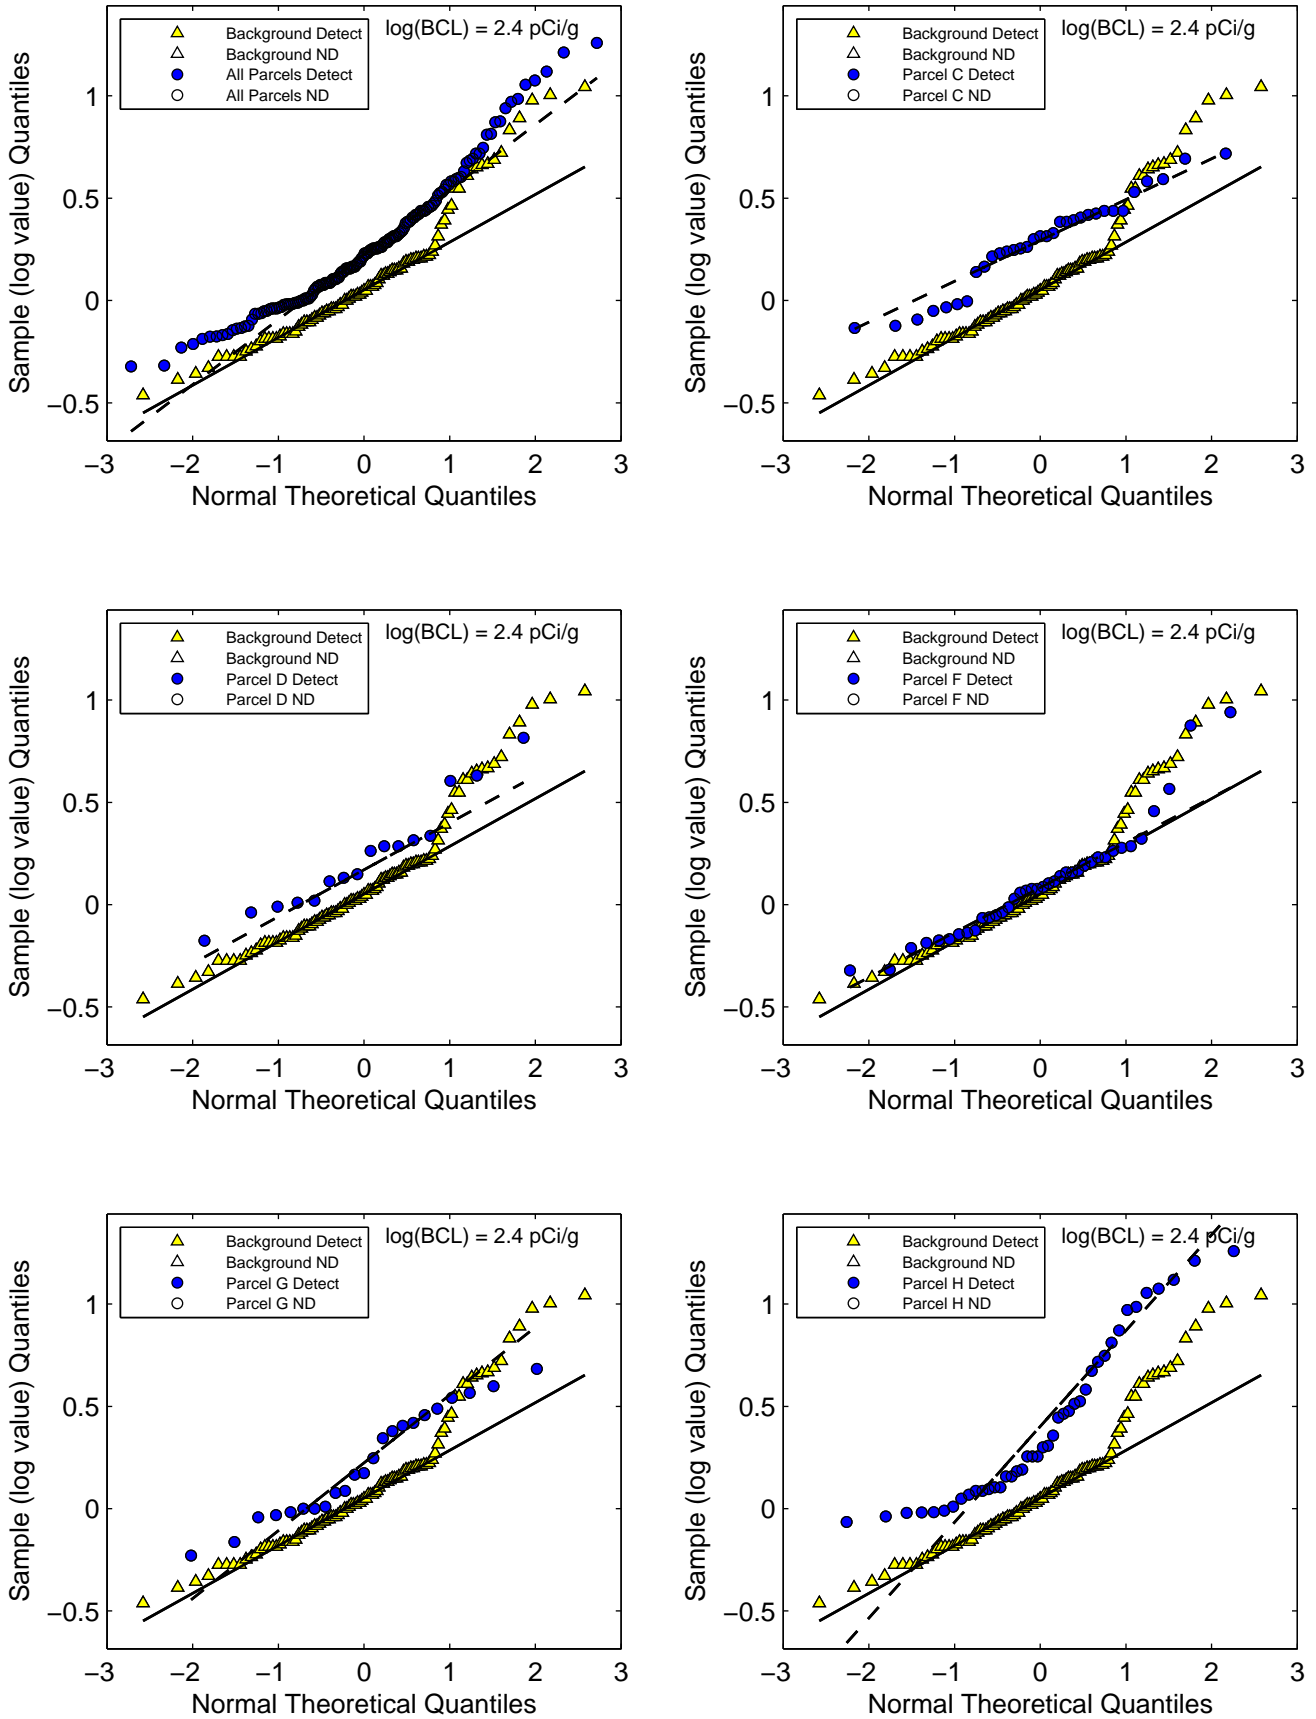 log(BCL) = 2.4 pCi/g
Background Detect
Background ND
All Parcels Detect
All Parcels ND
1
0.5
0
−0.5
−3 −2 −1 0 1 2 3
Sample (log value) Quantiles
Normal Theoretical Quantiles
log(BCL) = 2.4 pCi/g
Background Detect
Background ND
Parcel C Detect
Parcel C ND
1
0.5
0
−0.5
−3 −2 −1 0 1 2 3
Sample (log value) Quantiles
Normal Theoretical Quantiles
log(BCL) = 2.4 pCi/g
Background Detect
Background ND
Parcel D Detect
Parcel D ND
1
0.5
0
−0.5
−3 −2 −1 0 1 2 3
Sample (log value) Quantiles
Normal Theoretical Quantiles
log(BCL) = 2.4 pCi/g
Background Detect
Background ND
Parcel F Detect
Parcel F ND
1
0.5
0
−0.5
−3 −2 −1 0 1 2 3
Sample (log value) Quantiles
Normal Theoretical Quantiles
log(BCL) = 2.4 pCi/g
Background Detect
Background ND
Parcel G Detect
Parcel G ND
1
0.5
0
−0.5
−3 −2 −1 0 1 2 3
Sample (log value) Quantiles
Normal Theoretical Quantiles
log(BCL) = 2.4 pCi/g
Background Detect
Background ND
Parcel H Detect
Parcel H ND
1
0.5
0
−0.5
−3 −2 −1 0 1 2 3
Sample (log value) Quantiles
Normal Theoretical Quantiles